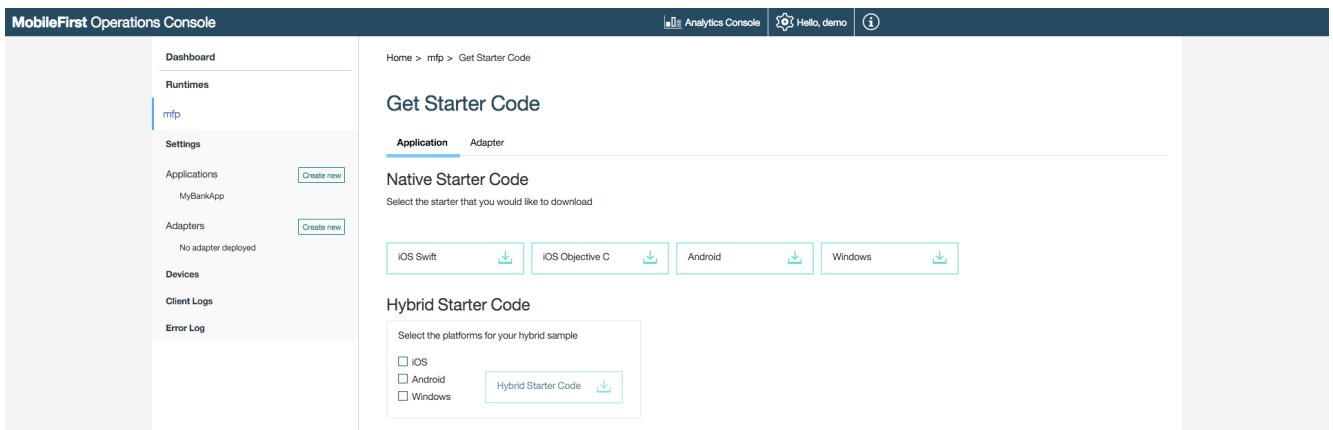 MobileFirst Operations Console
Analytics Console
Hello, demo
Dashboard
Runtimes
mfp
Settings
Applications
Create new
MyBankApp
Adapters
Create new
No adapter deployed
Devices
Client Logs
Error Log
Home > mfp > Get Starter Code
Get Starter Code
Application
Adapter
Native Starter Code
Select the starter that you would like to download
iOS Swift
iOS Objective C
Android
Windows
Hybrid Starter Code
Select the platforms for your hybrid sample
iOS
Android
Windows
Hybrid Starter Code